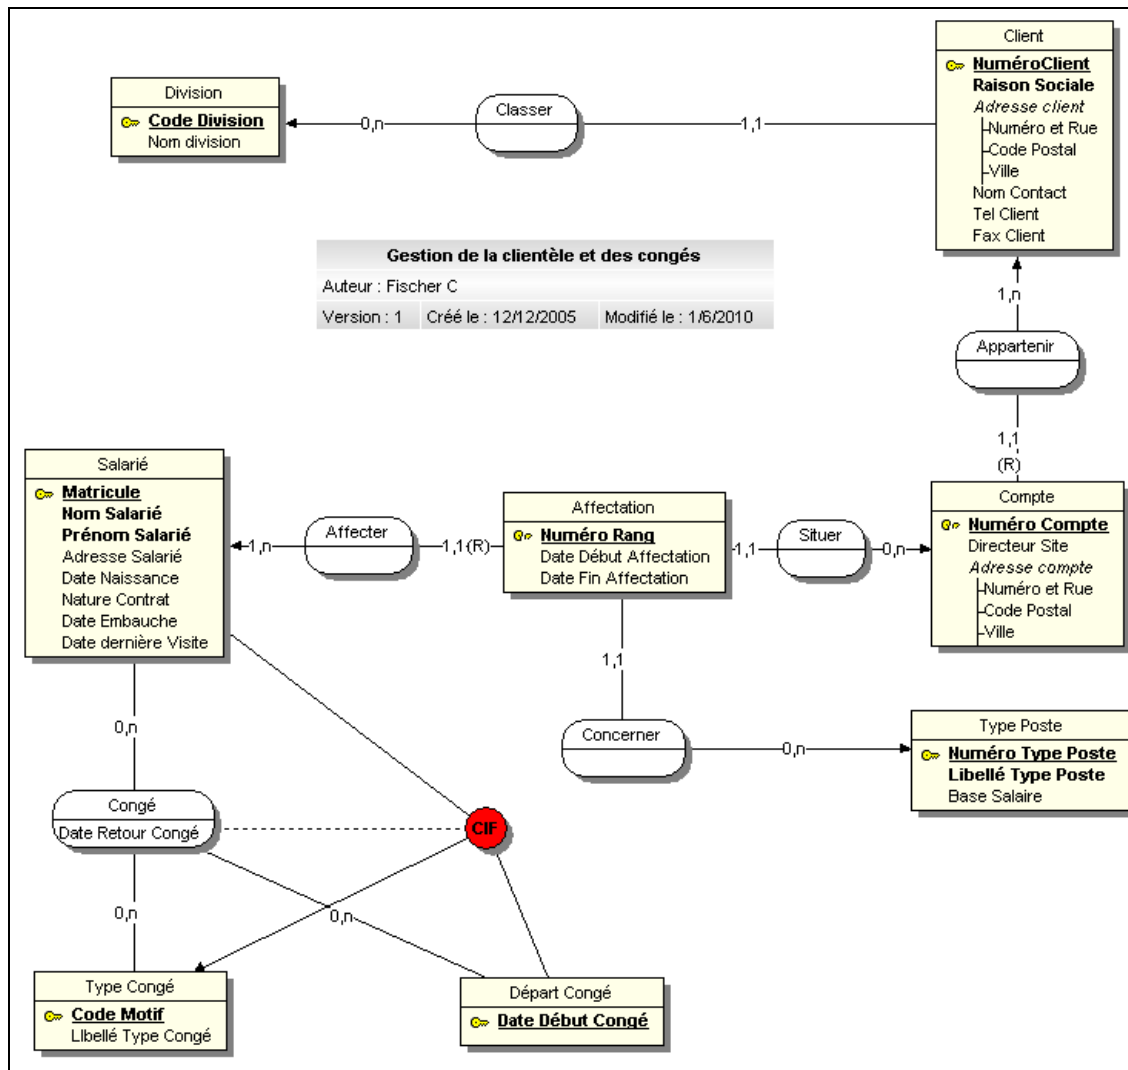 Client
NuméroClient
Raison Sociale
Adresse client
Numéro et Rue
Code Postal
Ville
Nom Contact
Tel Client
Fax Client
Division
Code Division
Nom division
0,n
Classer
1,1
Gestion de la clientèle et des congés
Auteur : Fischer C
Version : 1 Créé le : 12/12/2005 Modifié le : 1/6/2010
1,n
Appartenir
1,1
(R)
Salarié
Matricule
Nom Salarié
Prénom Salarié
Adresse Salarié
Date Naissance
Nature Contrat
Date Embauche
Date dernière Visite
1,n
Affecter
1,1(R)
Affectation
Numéro Rang
Date Début Affectation
Date Fin Affectation
1,1
Situer
0,n
Compte
Numéro Compte
Directeur Site
Adresse compte
Numéro et Rue
Code Postal
Ville
1,1
Concerner
0,n
Type Poste
Numéro Type Poste
Libellé Type Poste
Base Salaire
0,n
Congé
Date Retour Congé
CIF
0,n
0,n
Type Congé
Code Motif
LIbellé Type Congé
Départ Congé
Date Début Congé